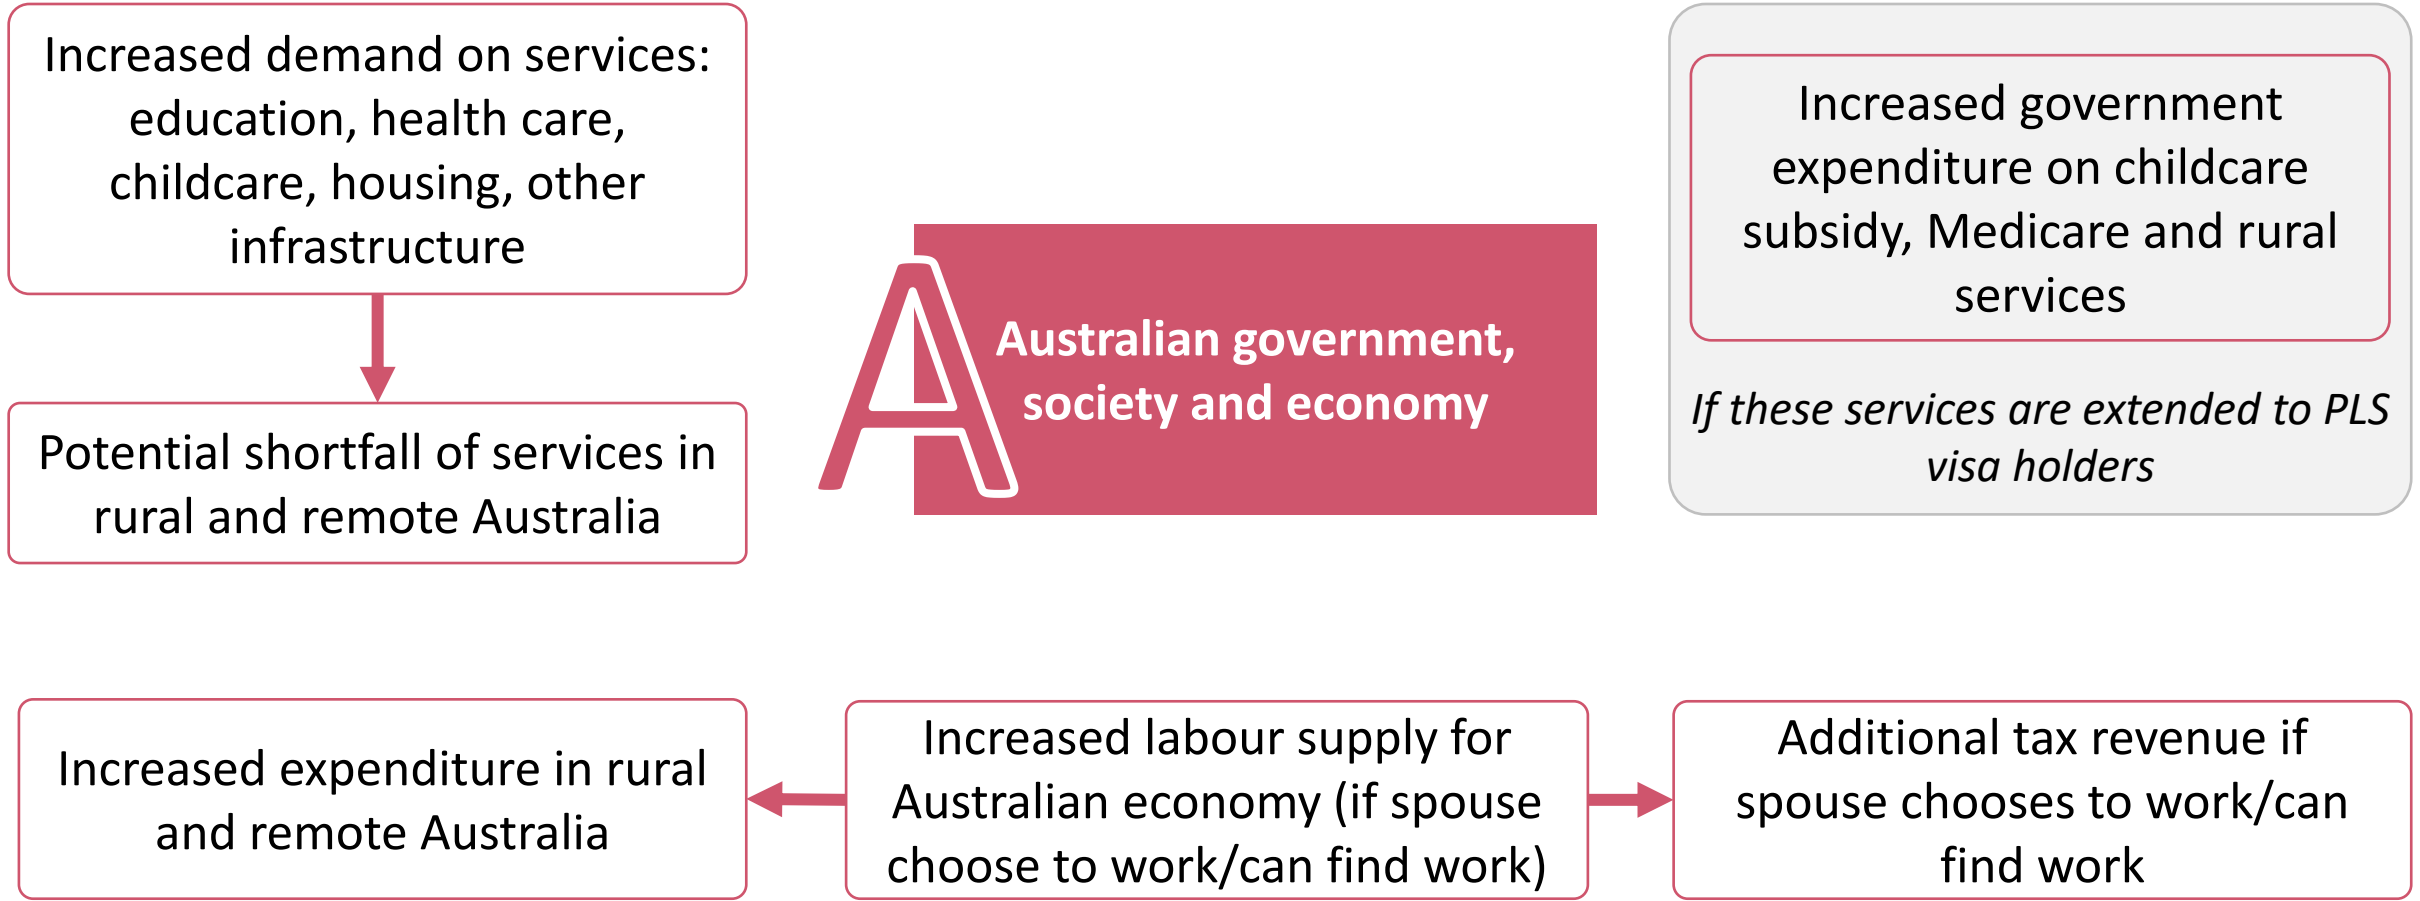 Increased demand on services:
education, health care,
childcare, housing, other
infrastructure
Potential shortfall of services in
rural and remote Australia
A
Australian government,
society and economy
Increased government
expenditure on childcare
subsidy, Medicare and rural
services
If these services are extended to PLS
visa holders
Increased expenditure in rural
and remote Australia
Increased labour supply for
Australian economy (if spouse
choose to work/can find work)
Additional tax revenue if
spouse chooses to work/can
find work